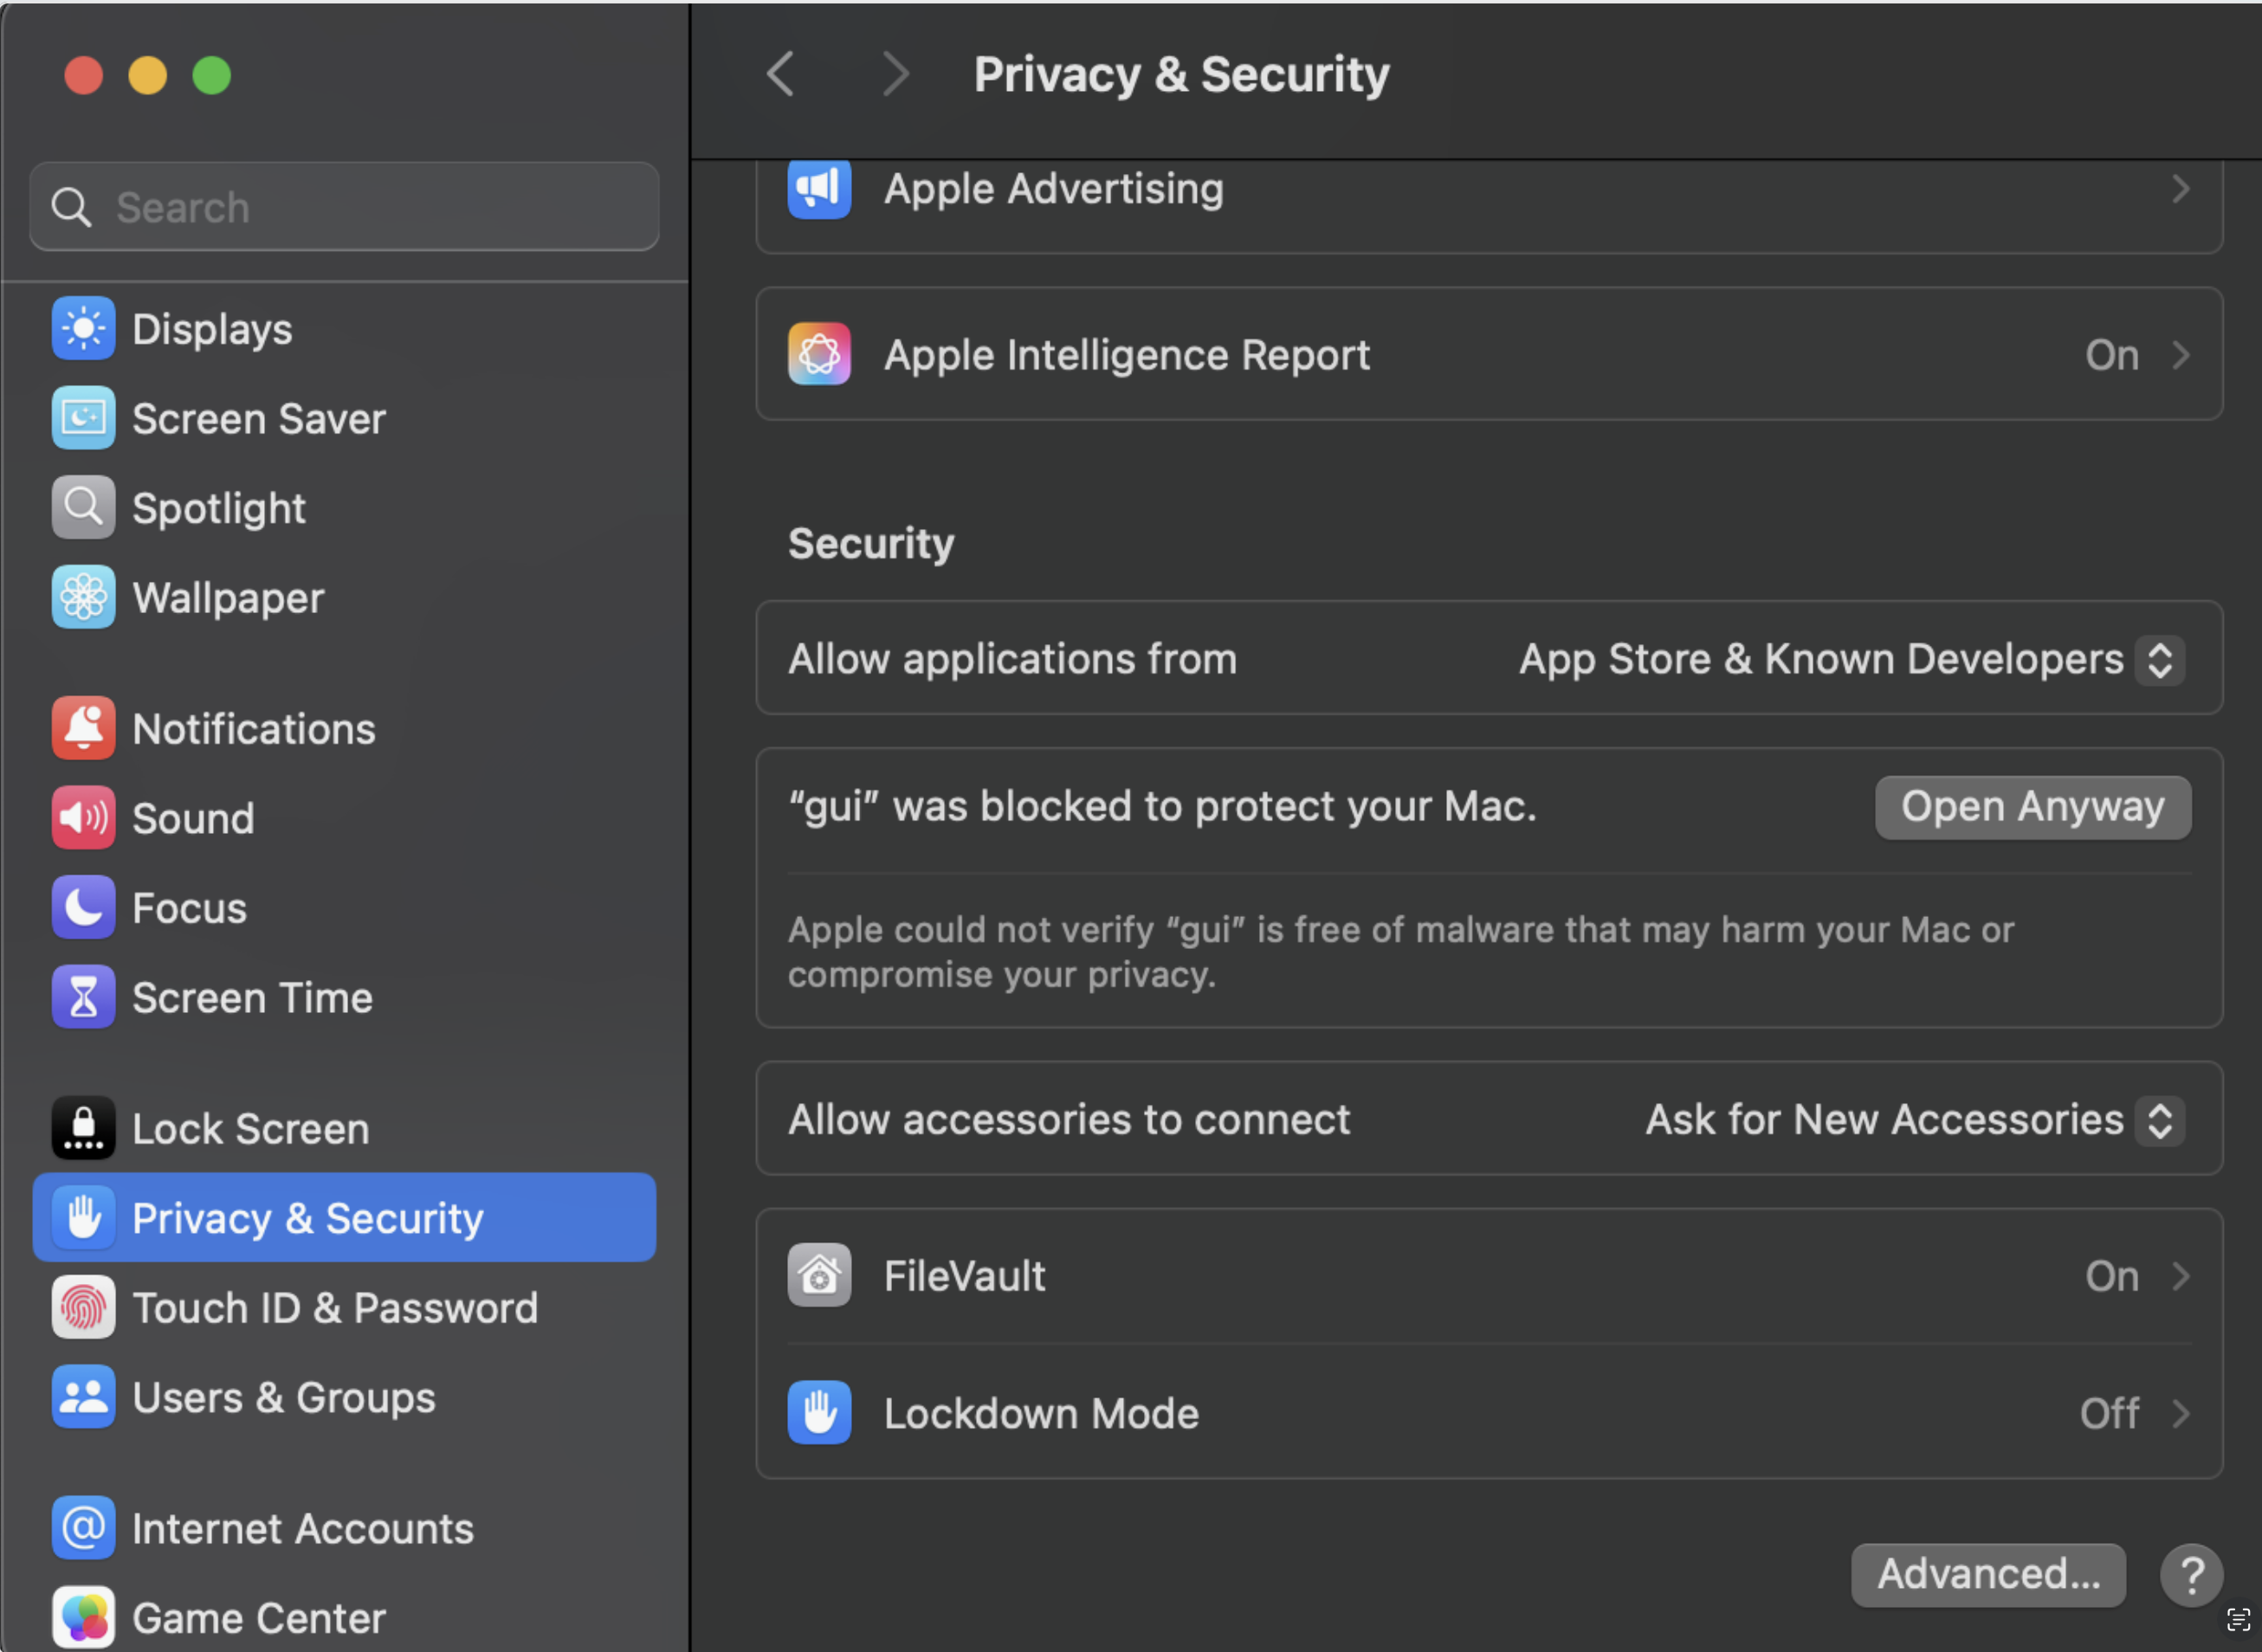 Privacy & Security
Search
Displays
Screen Saver
Spotlight
Wallpaper
Notifications
Sound
Focus
Screen Time
Lock Screen
Privacy & Security
Touch ID & Password
Users & Groups
Internet Accounts
Game Center
Apple Advertising
Apple Intelligence Report On
Security
Allow applications from App Store & Known Developers
“gui” was blocked to protect your Mac. Open Anyway
Apple could not verify “gui” is free of malware that may harm your Mac or
compromise your privacy.
Allow accessories to connect Ask for New Accessories
FileVault On
Lockdown Mode Off
Advanced... ?